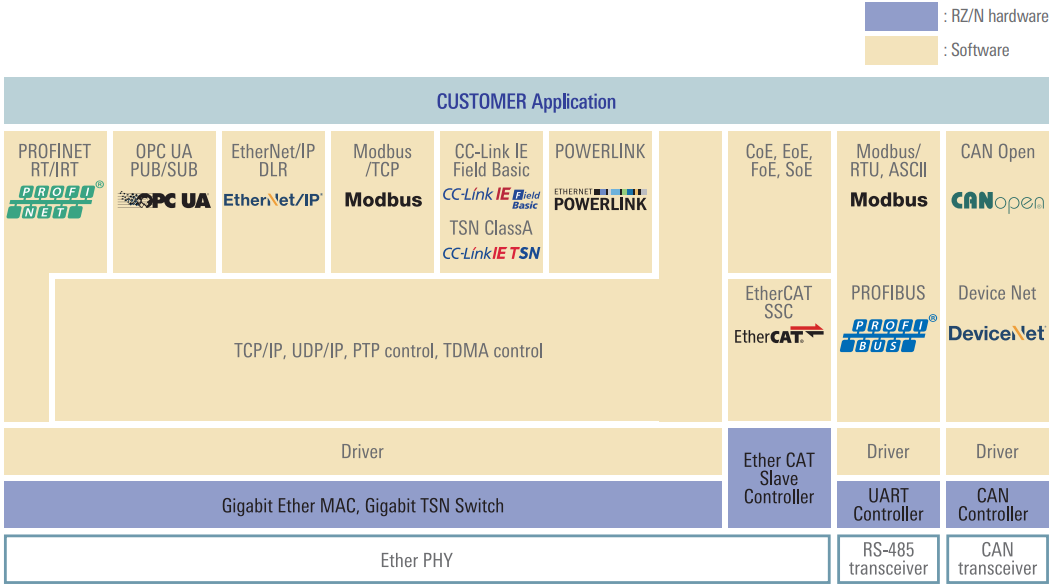 : RZ/N hardware
: Software
CUSTOMER Application
PROFINET
RT/IRT
PROFI
NET
®
OPC UA
PUB/SUB
OPC UA
EtherNet/IP
DLR
EtherNet/IP
Modbus
/TCP
Modbus
CC-Link IE
Field Basic
CC-Link IE Field
Basic
TSN ClassA
CC-Link IE TSN
POWERLINK
ETHERNET
POWERLINK
CoE, EoE,
FoE, SoE
Modbus/
RTU, ASCII
Modbus
CAN Open
CANopen
TCP/IP, UDP/IP, PTP control, TDMA control
EtherCAT
SSC
EtherCAT®
PROFIBUS
PROFI
BUS
®
Device Net
DeviceNet
Driver
Ether CAT
Slave
Controller
Driver
Driver
Gigabit Ether MAC, Gigabit TSN Switch
UART
Controller
CAN
Controller
Ether PHY
RS-485
transceiver
CAN
transceiver